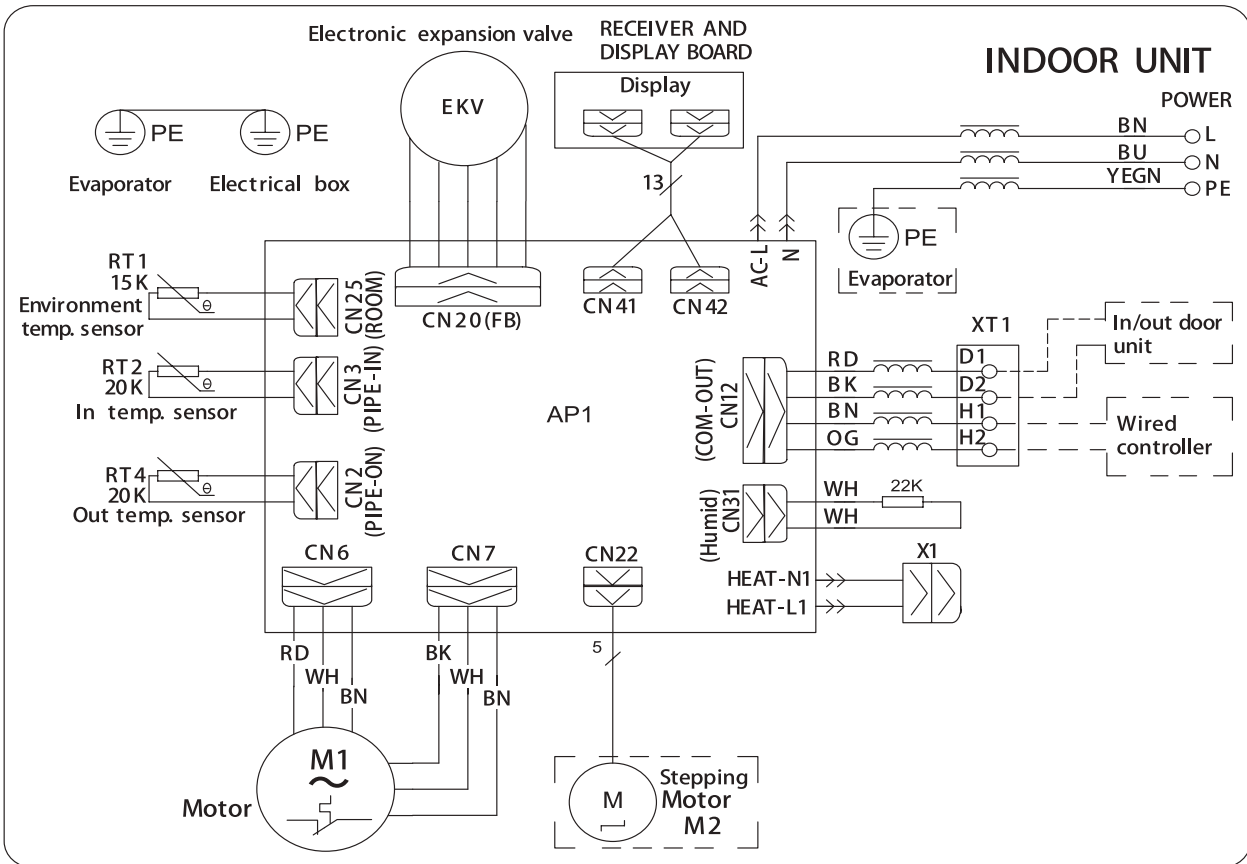 Electronic expansion valve
RECEIVER AND
DISPLAY BOARD
INDOOR UNIT
POWER
EKV
Display
13
BN
L
BU
N
YEGN
PE
PE
PE
Evaporator
Electrical box
PE
Evaporator
AC-L
N
RT1
15K
Environment
temp. sensor
CN25
(ROOM)
CN20(FB)
CN41
CN42
RT2
20K
In temp. sensor
CN3
(PIPE-IN)
AP1
RT4
20K
Out temp. sensor
CN2
(PIPE-ON)
(COM-OUT)
CN12
RD
BK
BN
OG
XT1
D1
D2
H1
H2
In/out door
unit
Wired
controller
(Humid)
CN31
WH
WH
22K
HEAT-N1
HEAT-L1
X1
CN6
CN7
CN22
RD
WH
BN
BK
WH
BN
5
M1
Motor
M
Stepping
Motor
M2